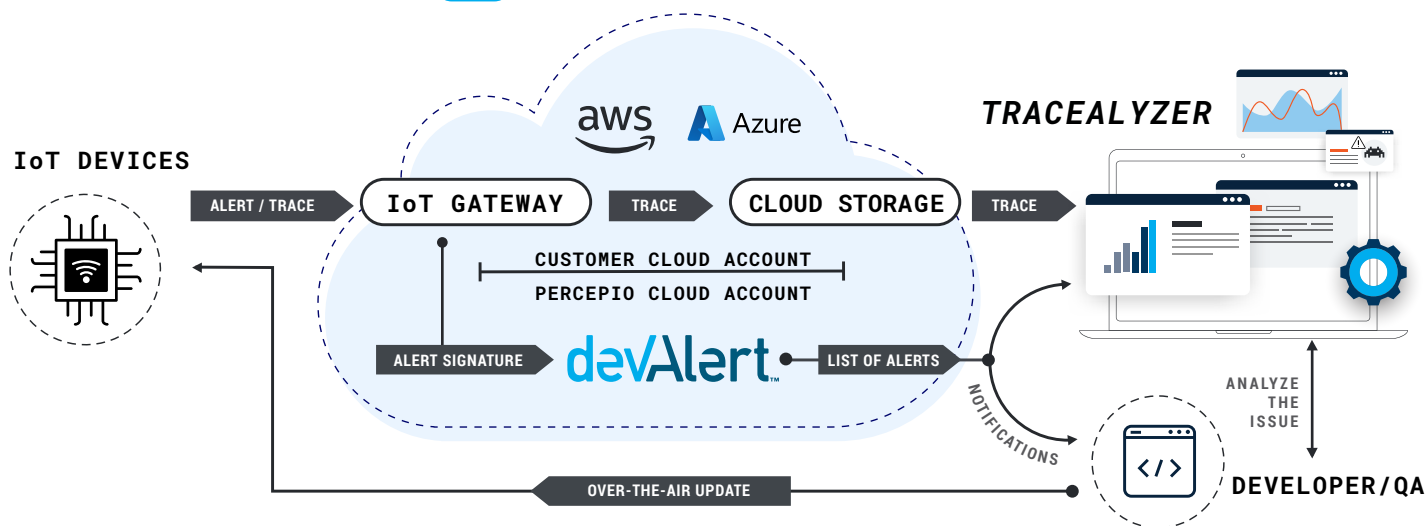 aws
Azure
TRACEALYZER
IoT DEVICES
ALERT / TRACE
IoT GATEWAY
TRACE
CLOUD STORAGE
TRACE
CUSTOMER CLOUD ACCOUNT
PERCEPIO CLOUD ACCOUNT
ALERT SIGNATURE
devAlert™
LIST OF ALERTS
NOTIFICATIONS
ANALYZE
THE
ISSUE
</>
DEVELOPER/QA
OVER-THE-AIR UPDATE